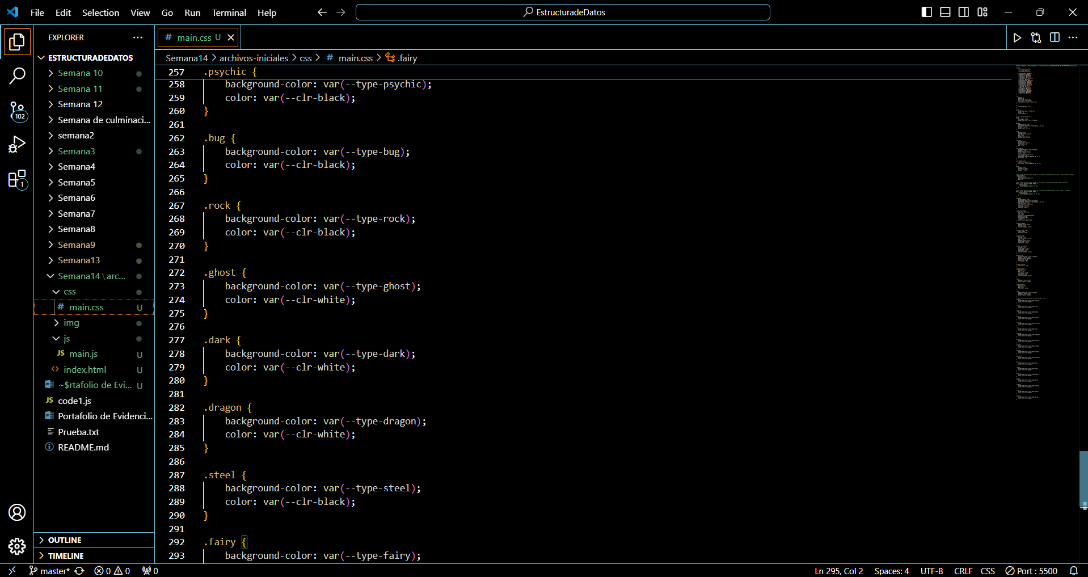 File Edit Selection View Go Run Terminal Help
EstructuradeDatos
EXPLORER
# main.css U
ESTRUCTURADEDATOS
Semana14 > archivos-iniciales > css > # main.css > .fairy
Semana 10
Semana 11
Semana 12
Semana de culminaci...
semana2
Semana3
Semana4
Semana5
Semana6
Semana7
Semana8
Semana9
Semana13
Semana14 \ arc...
css
# main.css U
img
js
JS main.js U
<> index.html U
~$rtafolio de Evi... U
JS code1.js
Portafolio de Evidenci...
Prueba.txt
README.md
OUTLINE
TIMELINE
102
1
257 .psychic {
258 background-color: var(--type-psychic);
259 color: var(--clr-black);
260 }
261
262 .bug {
263 background-color: var(--type-bug);
264 color: var(--clr-black);
265 }
266
267 .rock {
268 background-color: var(--type-rock);
269 color: var(--clr-black);
270 }
271
272 .ghost {
273 background-color: var(--type-ghost);
274 color: var(--clr-white);
275 }
276
277 .dark {
278 background-color: var(--type-dark);
279 color: var(--clr-white);
280 }
281
282 .dragon {
283 background-color: var(--type-dragon);
284 color: var(--clr-white);
285 }
286
287 .steel {
288 background-color: var(--type-steel);
289 color: var(--clr-black);
290 }
291
292 .fairy {
293 background-color: var(--type-fairy);
master* 0 0 0 Ln 295, Col 2 Spaces: 4 UTF-8 CRLF CSS Port : 5500